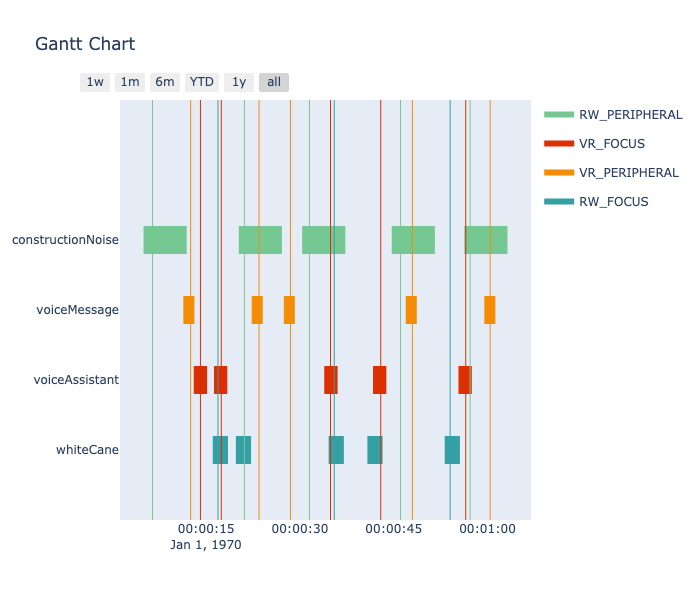 Gantt Chart
1w 1m 6m YTD 1y all
RW_PERIPHERAL
VR_FOCUS
VR_PERIPHERAL
RW_FOCUS
constructionNoise
voiceMessage
voiceAssistant
whiteCane
00:00:15 00:00:30 00:00:45 00:01:00
Jan 1, 1970